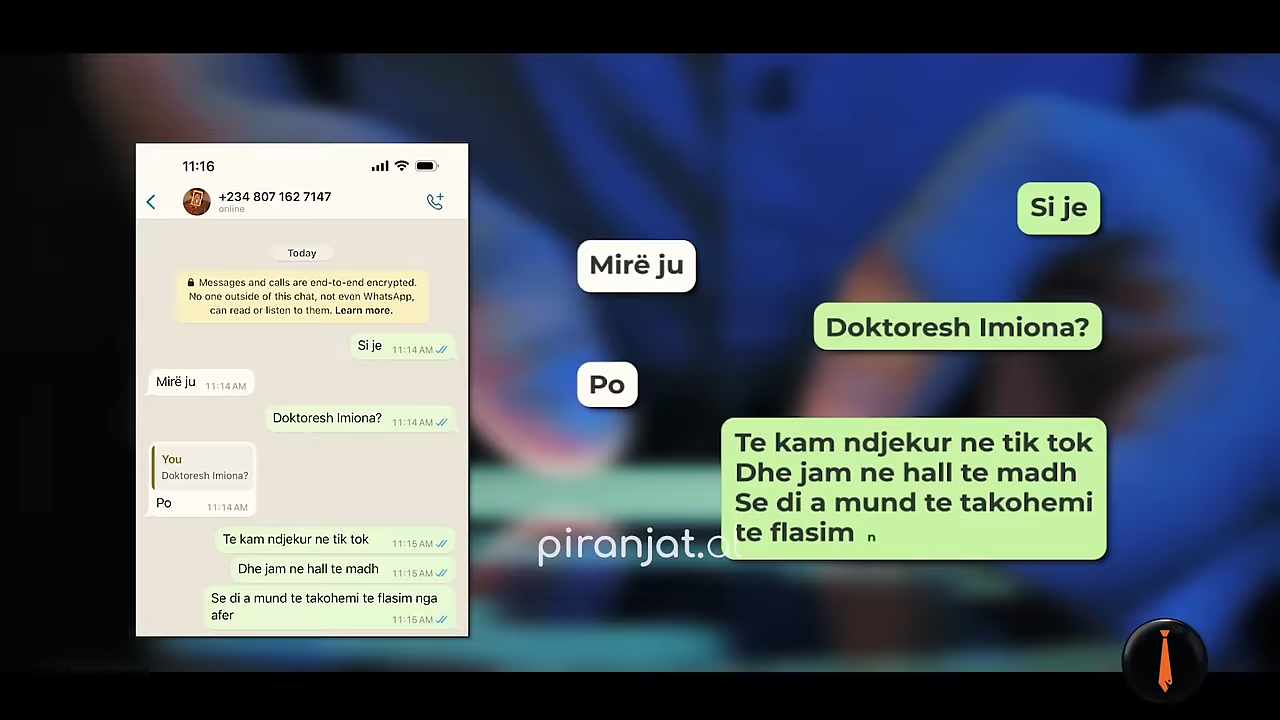 11:16
+234 807 162 7147
online
Today
Messages and calls are end-to-end encrypted.
No one outside of this chat, not even WhatsApp,
can read or listen to them. Learn more.
Si je 11:14 AM
Mirë ju 11:14 AM
Doktoresh Imiona? 11:14 AM
You
Doktoresh Imiona?
Po 11:14 AM
Te kam ndjekur ne tik tok 11:15 AM
Dhe jam ne hall te madh 11:15 AM
Se di a mund te takohemi te flasim nga
afer 11:15 AM
Si je
Mirë ju
Doktoresh Imiona?
Po
Te kam ndjekur ne tik tok
Dhe jam ne hall te madh
Se di a mund te takohemi
te flasim n
piranjat.al